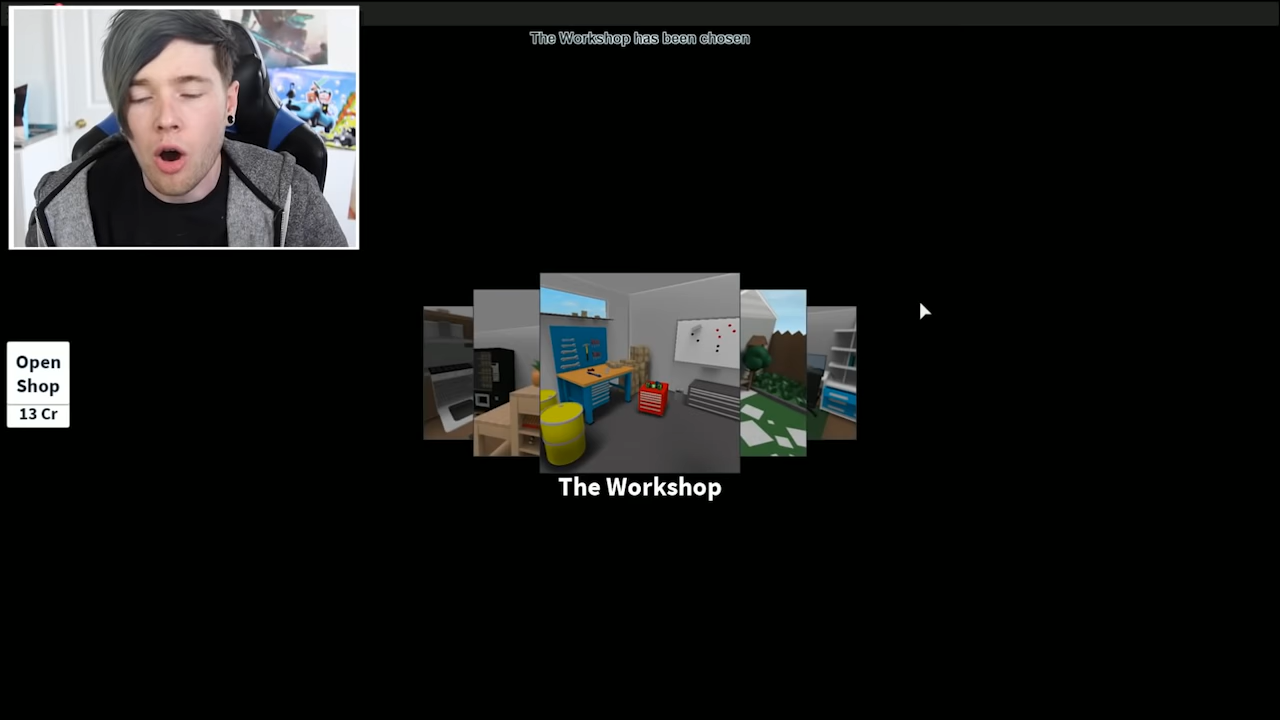 The Workshop has been chosen
Open
Shop
13 Cr
The Workshop